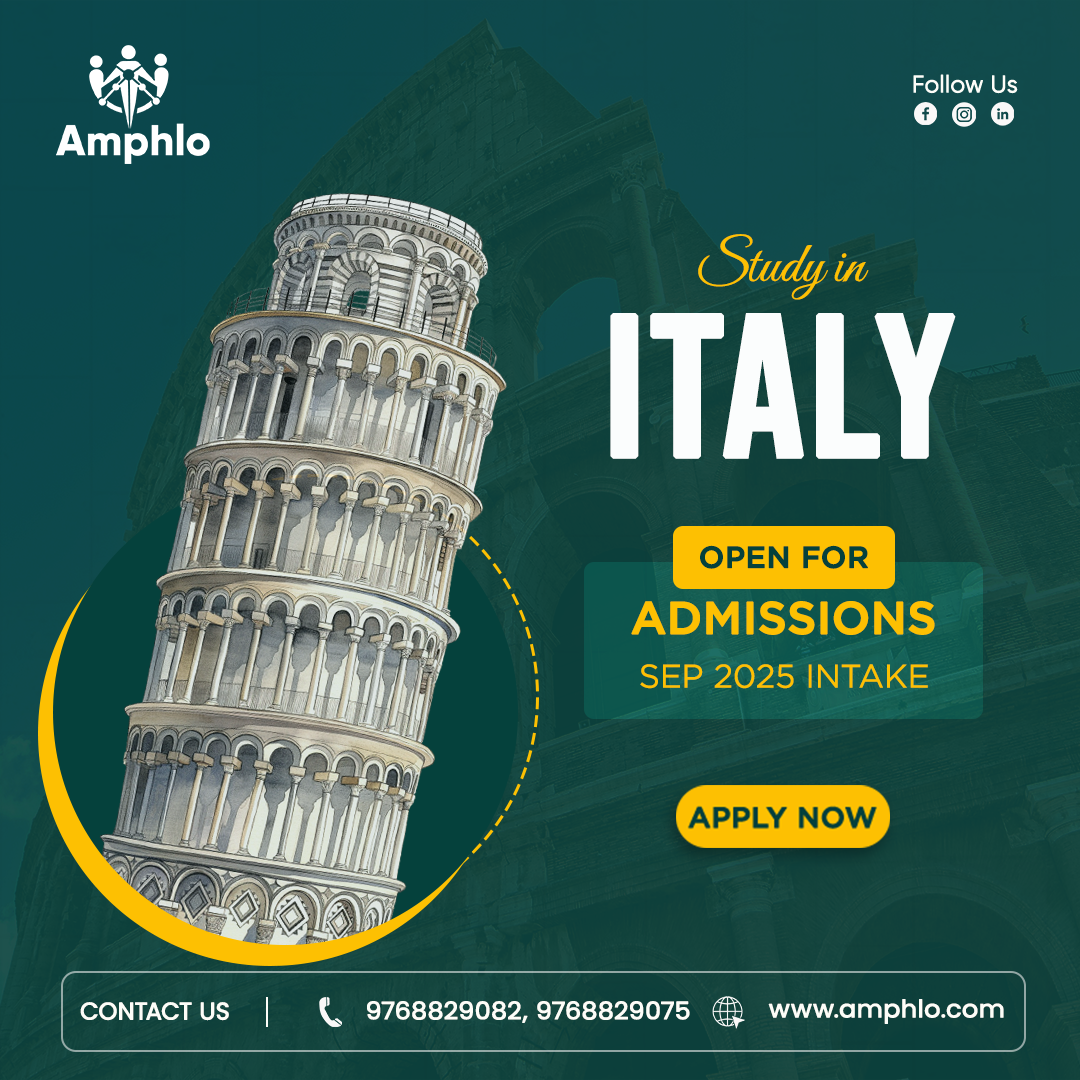 Amphlo
Follow Us
Study in
ITALY
OPEN FOR
ADMISSIONS
SEP 2025 INTAKE
APPLY NOW
CONTACT US | 9768829082, 9768829075 www.amphlo.com